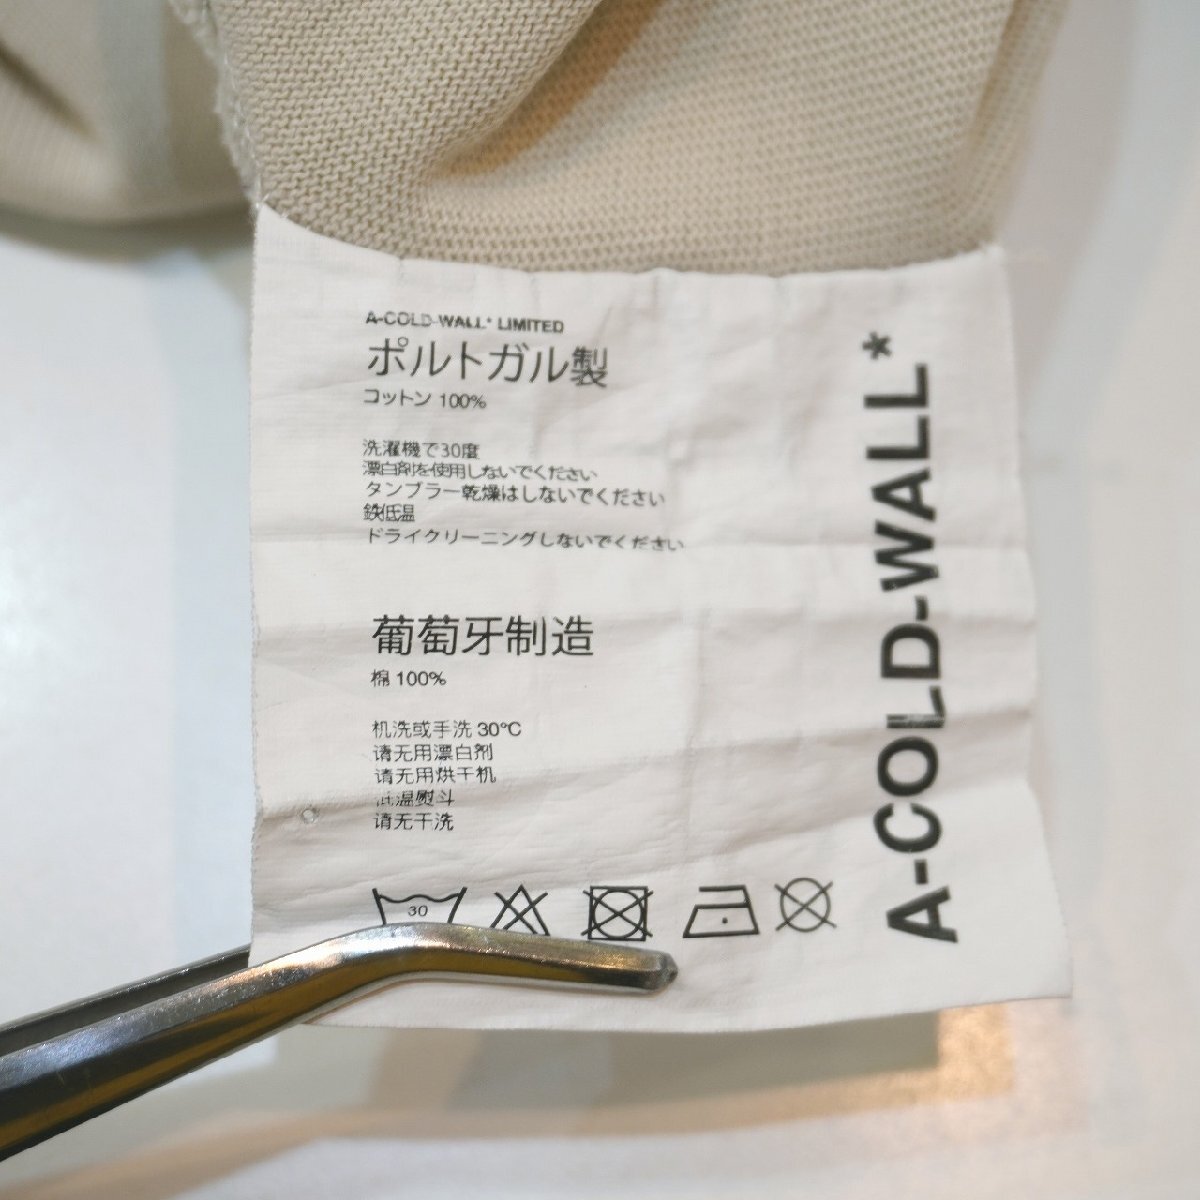 A-COLD-WALL* LIMITED
ポルトガル製
コットン 100%
洗濯機で30度
漂白剤を使用しないでください
タンブラー乾燥はしないでください
鉄低温
ドライクリーニングしないでください
葡萄牙制造
棉 100%
机洗或手洗 30°C
请无用漂白剂
请无用烘干机
低温熨斗
请无干洗
30
A-COLD-WALL*